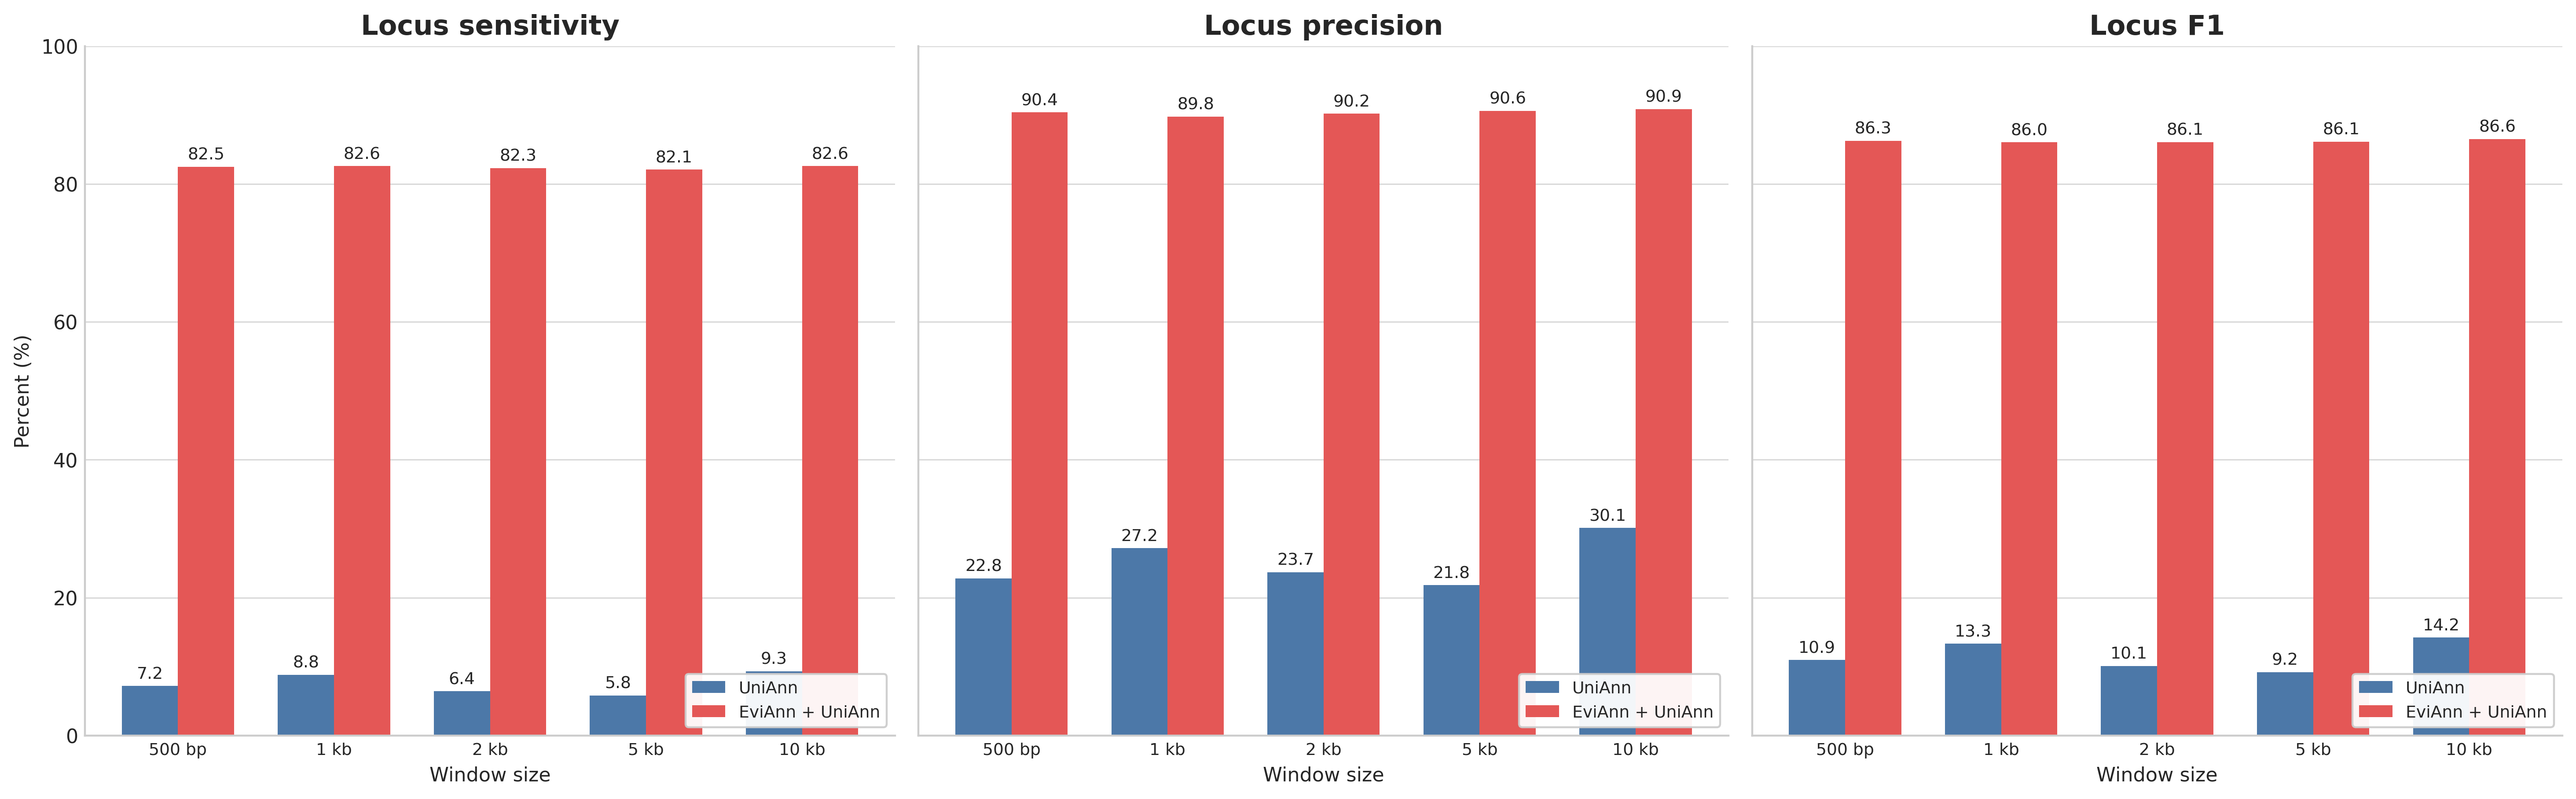 Locus sensitivity
Percent (%)
100
80
60
40
20
0
82.5
82.6
82.3
82.1
82.6
7.2
8.8
6.4
5.8
9.3
UniAnn
EviAnn + UniAnn
500 bp
1 kb
2 kb
5 kb
10 kb
Window size
Locus precision
90.4
89.8
90.2
90.6
90.9
22.8
27.2
23.7
21.8
30.1
UniAnn
EviAnn + UniAnn
500 bp
1 kb
2 kb
5 kb
10 kb
Window size
Locus F1
86.3
86.0
86.1
86.1
86.6
10.9
13.3
10.1
9.2
14.2
UniAnn
EviAnn + UniAnn
500 bp
1 kb
2 kb
5 kb
10 kb
Window size